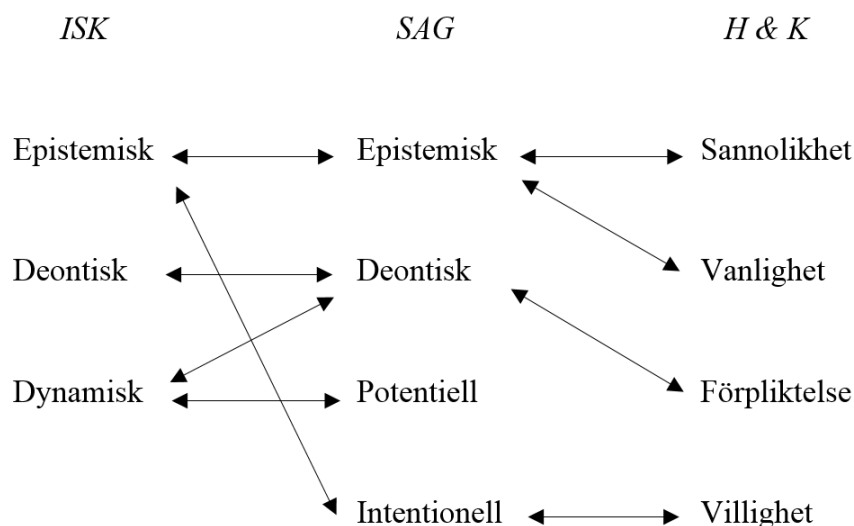 ISK SAG H & K
Epistemisk Epistemisk Sannolikhet
Deontisk Deontisk Vanlighet
Dynamisk Potentiell Förpliktelse
Intentionell Villighet